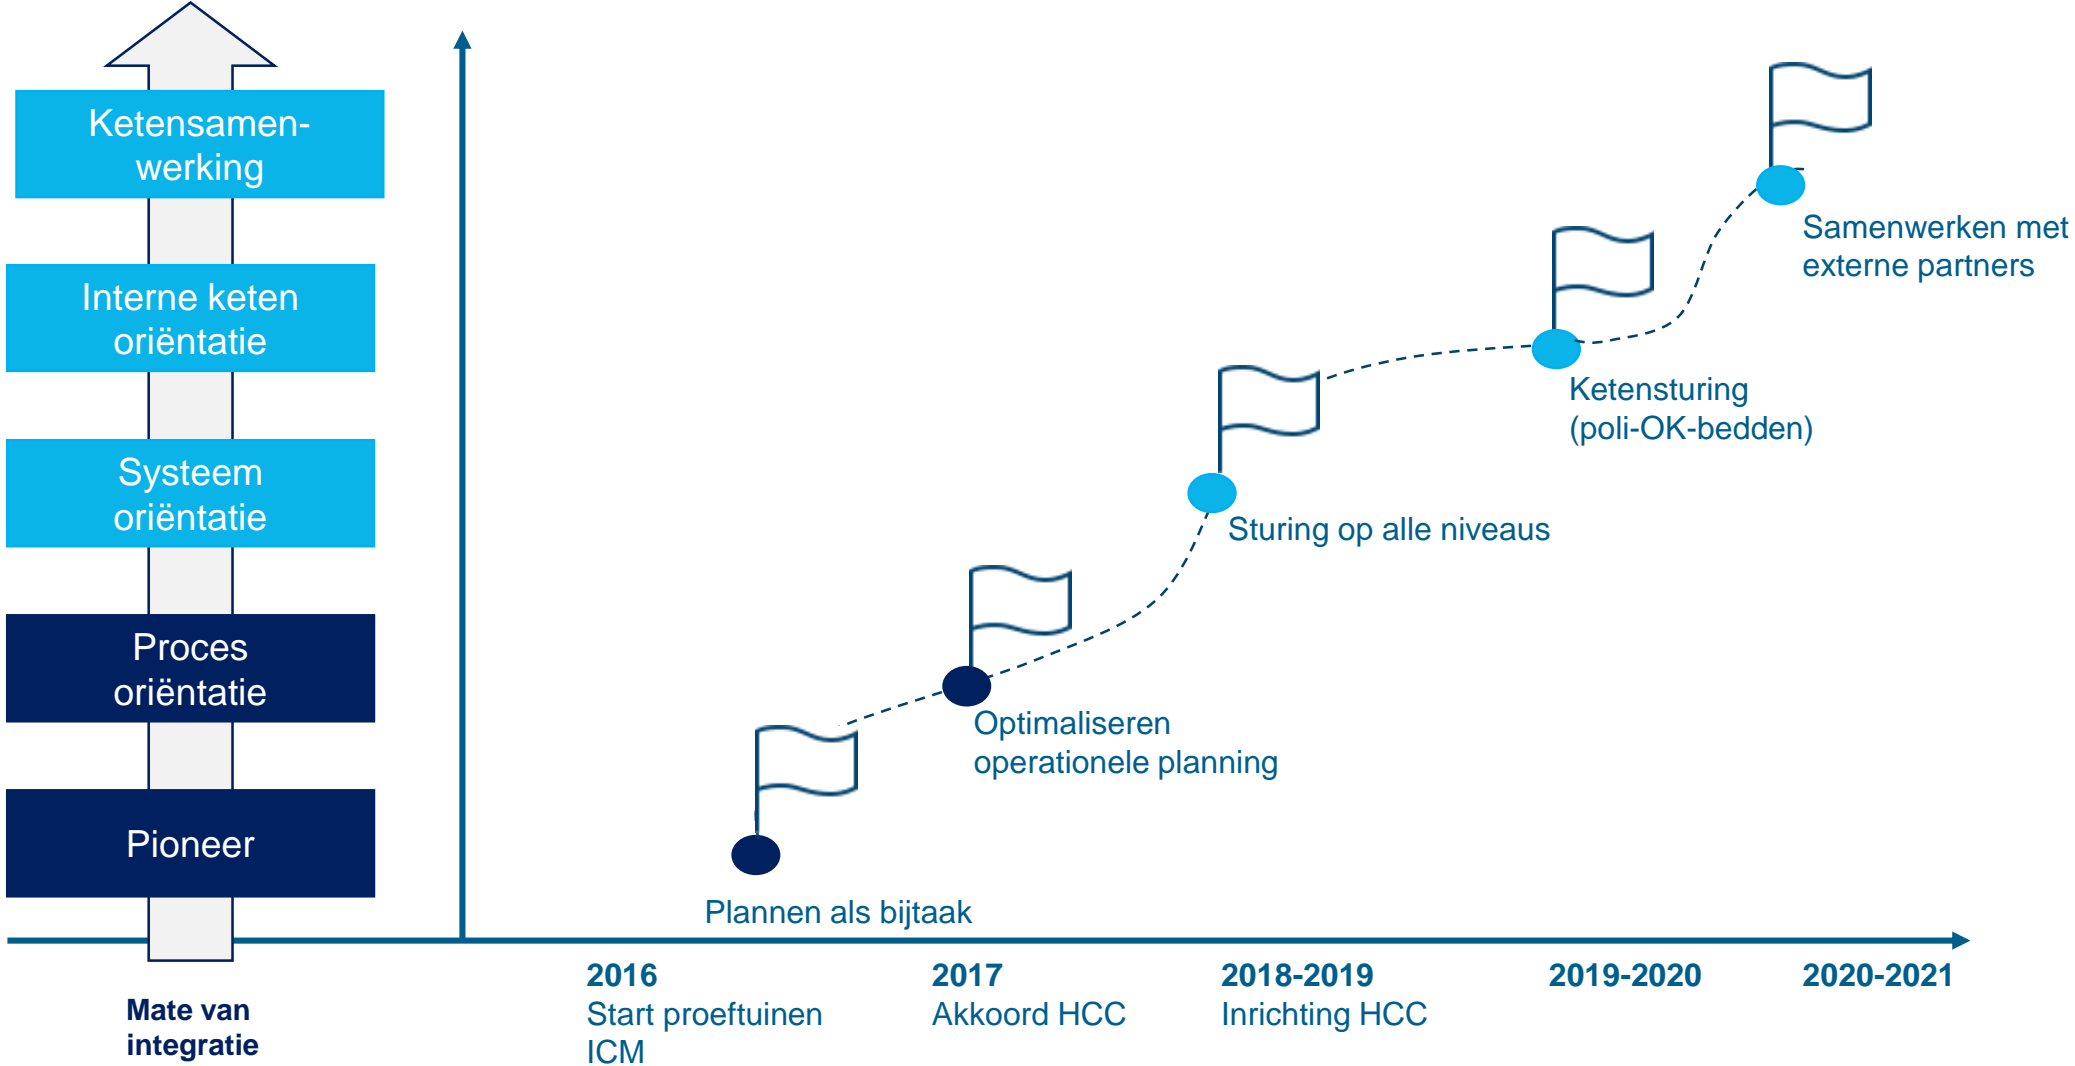 Ketensamen-
werking
Interne keten
oriëntatie
Systeem
oriëntatie
Proces
oriëntatie
Pioneer
Mate van
integratie
Samenwerken met
externe partners
Ketensturing
(poli-OK-bedden)
Sturing op alle niveaus
Optimaliseren
operationele planning
Plannen als bijtaak
2016
Start proeftuinen
ICM
2017
Akkoord HCC
2018-2019
Inrichting HCC
2019-2020
2020-2021